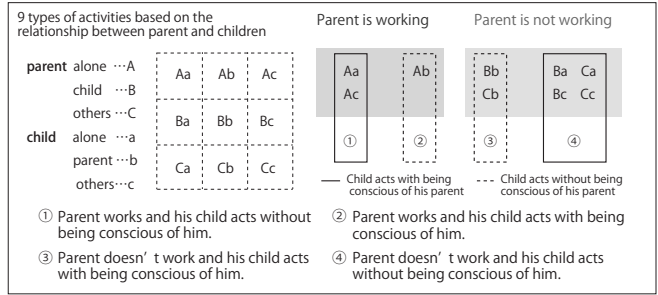 9 types of activities based on the
relationship between parent and children
parent alone …A
child …B
others …C
child alone …a
parent …b
others…c
Aa Ab Ac
Ba Bb Bc
Ca Cb Cc
Parent is working
Parent is not working
Aa
Ac
①
Ab
②
Bb
Cb
③
Ba Ca
Bc Cc
④
Child acts with being
conscious of his parent
Child acts without being
conscious of his parent
① Parent works and his child acts without
being conscious of him.
② Parent works and his child acts with being
conscious of him.
③ Parent doesn’ t work and his child acts
with being conscious of him.
④ Parent doesn’ t work and his child acts
without being conscious of him.